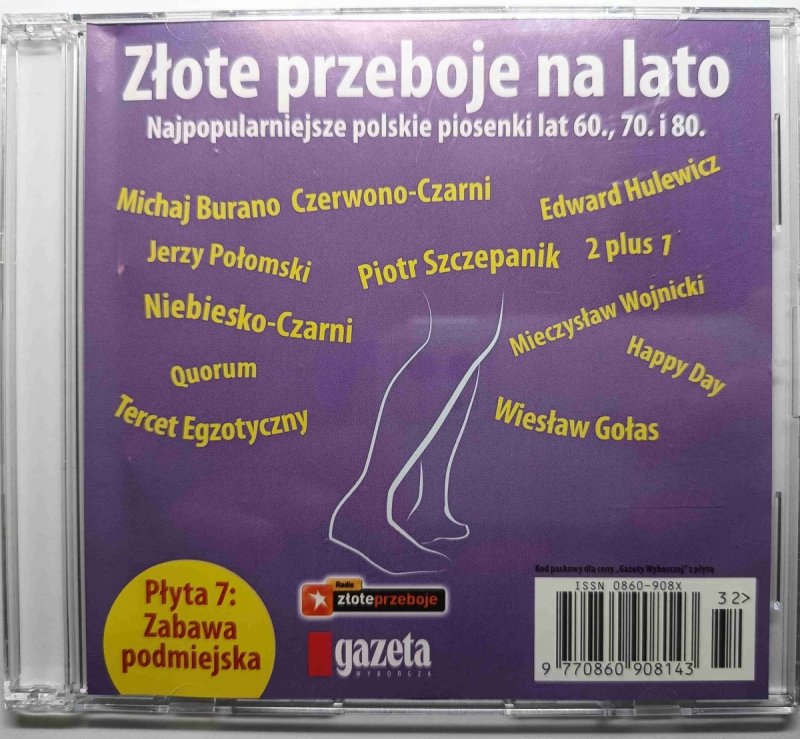 Złote przeboje na lato
Najpopularniejsze polskie piosenki lat 60., 70. i 80.
Michaj Burano
Czerwono-Czarni
Edward Hulewicz
Jerzy Połomski
Piotr Szczepanik
2 plus 1
Niebiesko-Czarni
Mieczysław Wojnicki
Quorum
Happy Day
Tercet Egzotyczny
Wiesław Gołas
Płyta 7:
Zabawa
podmiejska
Radio
złoteprzeboje
gazeta
WYBORCZA
Kod paskowy dla ceny „Gazety Wyborczej" z płytą
ISSN 0860-908X
32>
9 770860 908143